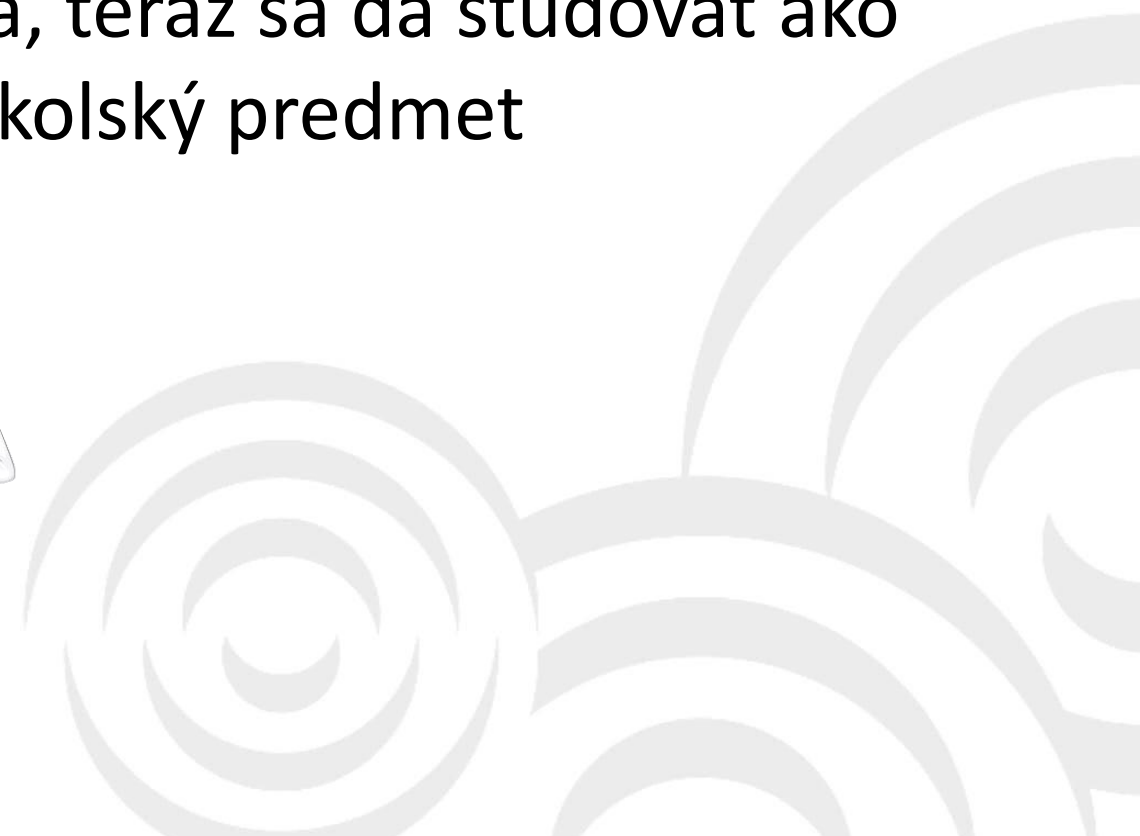 a, teraz sa dá študovať ako
kolský predmet